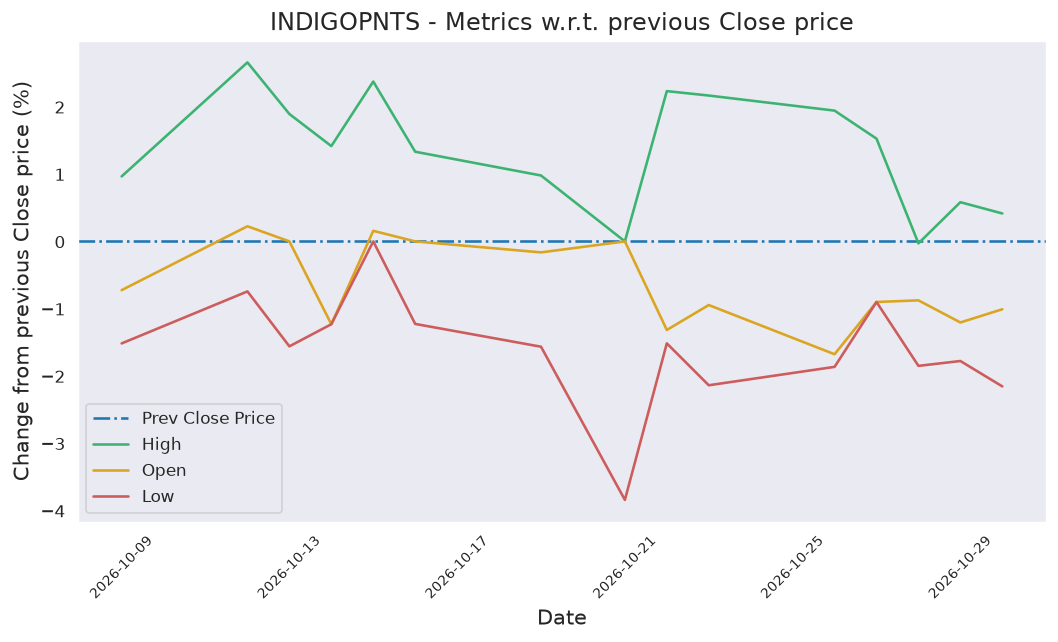 INDIGOPNTS - Metrics w.r.t. previous Close price
Change from previous Close price (%)
2
1
0
−1
−2
−3
−4
Prev Close Price
High
Open
Low
2026-10-09
2026-10-13
2026-10-17
2026-10-21
2026-10-25
2026-10-29
Date